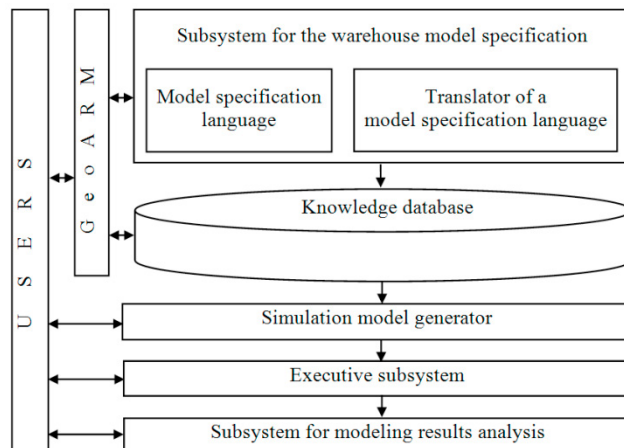 U S E R S
G e o A R M
Subsystem for the warehouse model specification
Model specification
language
Translator of a
model specification language
Knowledge database
Simulation model generator
Executive subsystem
Subsystem for modeling results analysis